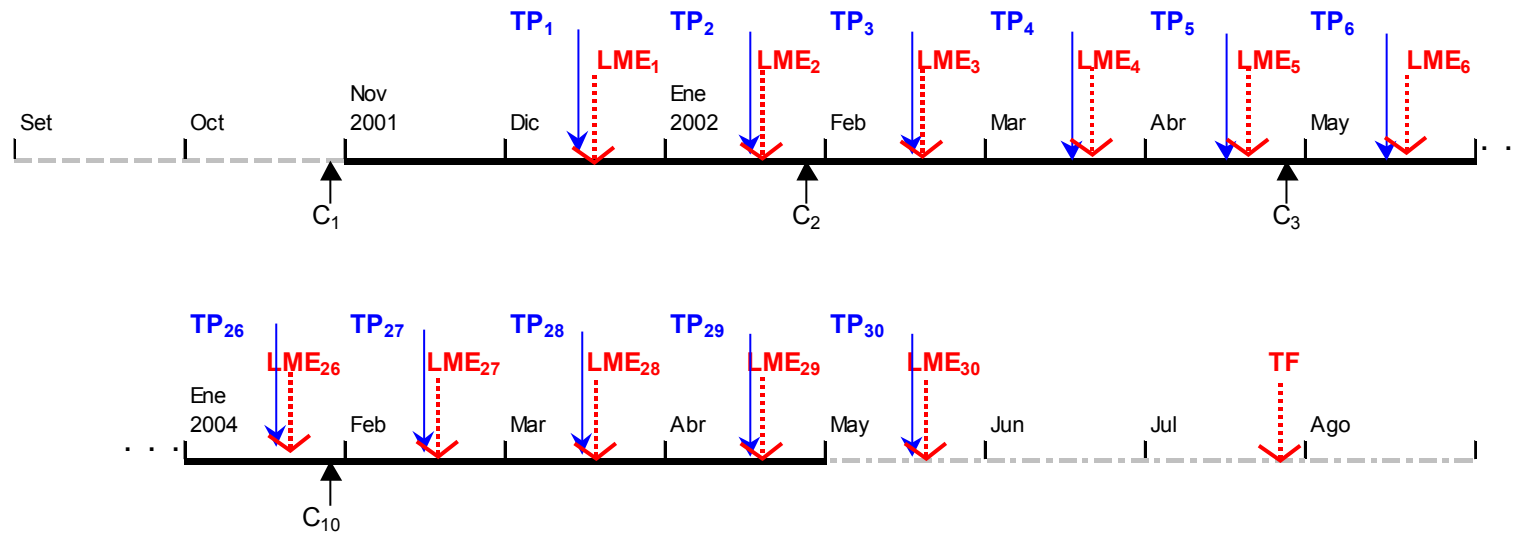 TP1 TP2 TP3 TP4 TP5 TP6
LME1 LME2 LME3 LME4 LME5 LME6
Nov Ene
Set Oct 2001 Dic 2002 Feb Mar Abr May
. .
C1 C2 C3
TP26 TP27 TP28 TP29 TP30
LME26 LME27 LME28 LME29 LME30 TF
Ene
2004 Feb Mar Abr May Jun Jul Ago
. . .
C10